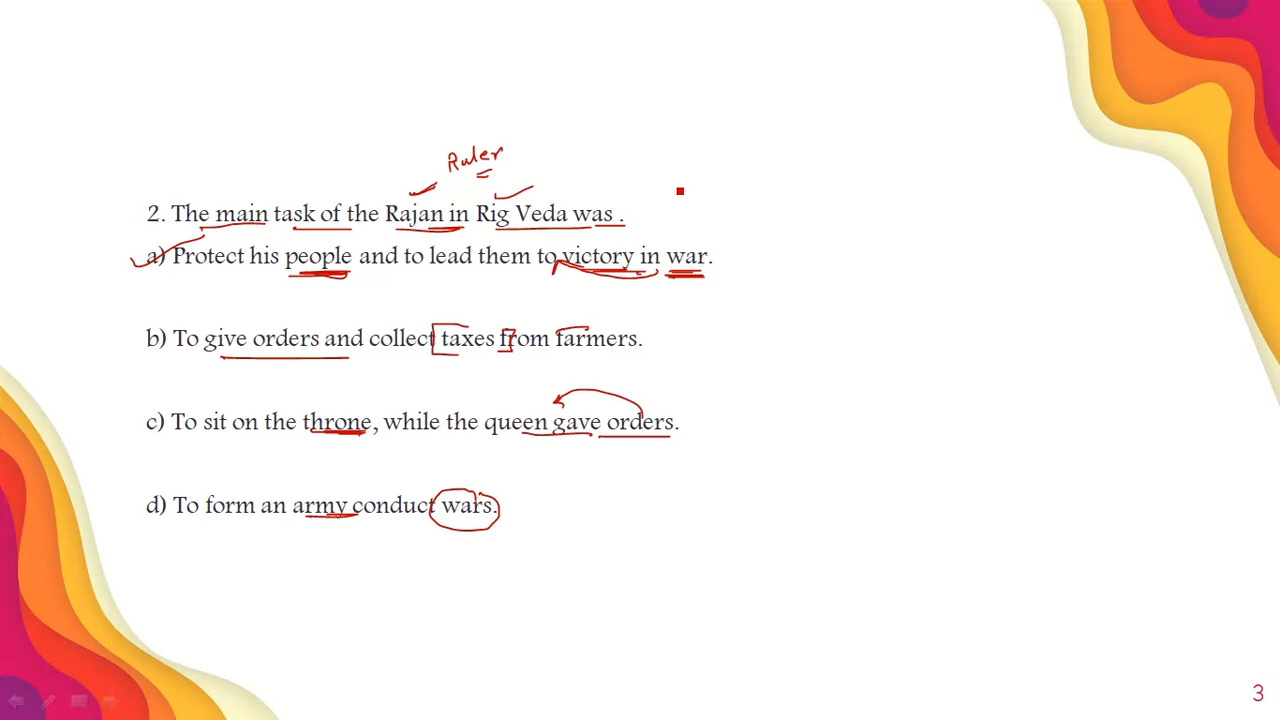 Ruler
2. The main task of the Rajan in Rig Veda was .
a) Protect his people and to lead them to victory in war.
b) To give orders and collect taxes from farmers.
c) To sit on the throne, while the queen gave orders.
d) To form an army conduct wars.
3